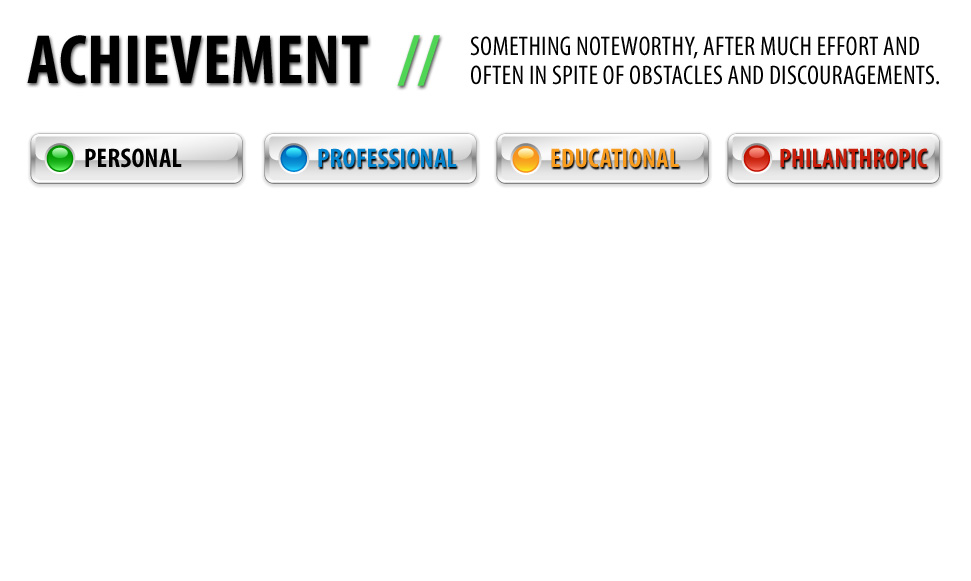 ACHIEVEMENT //
SOMETHING NOTEWORTHY, AFTER MUCH EFFORT AND
OFTEN IN SPITE OF OBSTACLES AND DISCOURAGEMENTS.
PERSONAL
PROFESSIONAL
EDUCATIONAL
PHILANTHROPIC